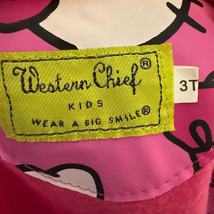 Western Chief®
KIDS
WEAR A BIG SMILE®
3T